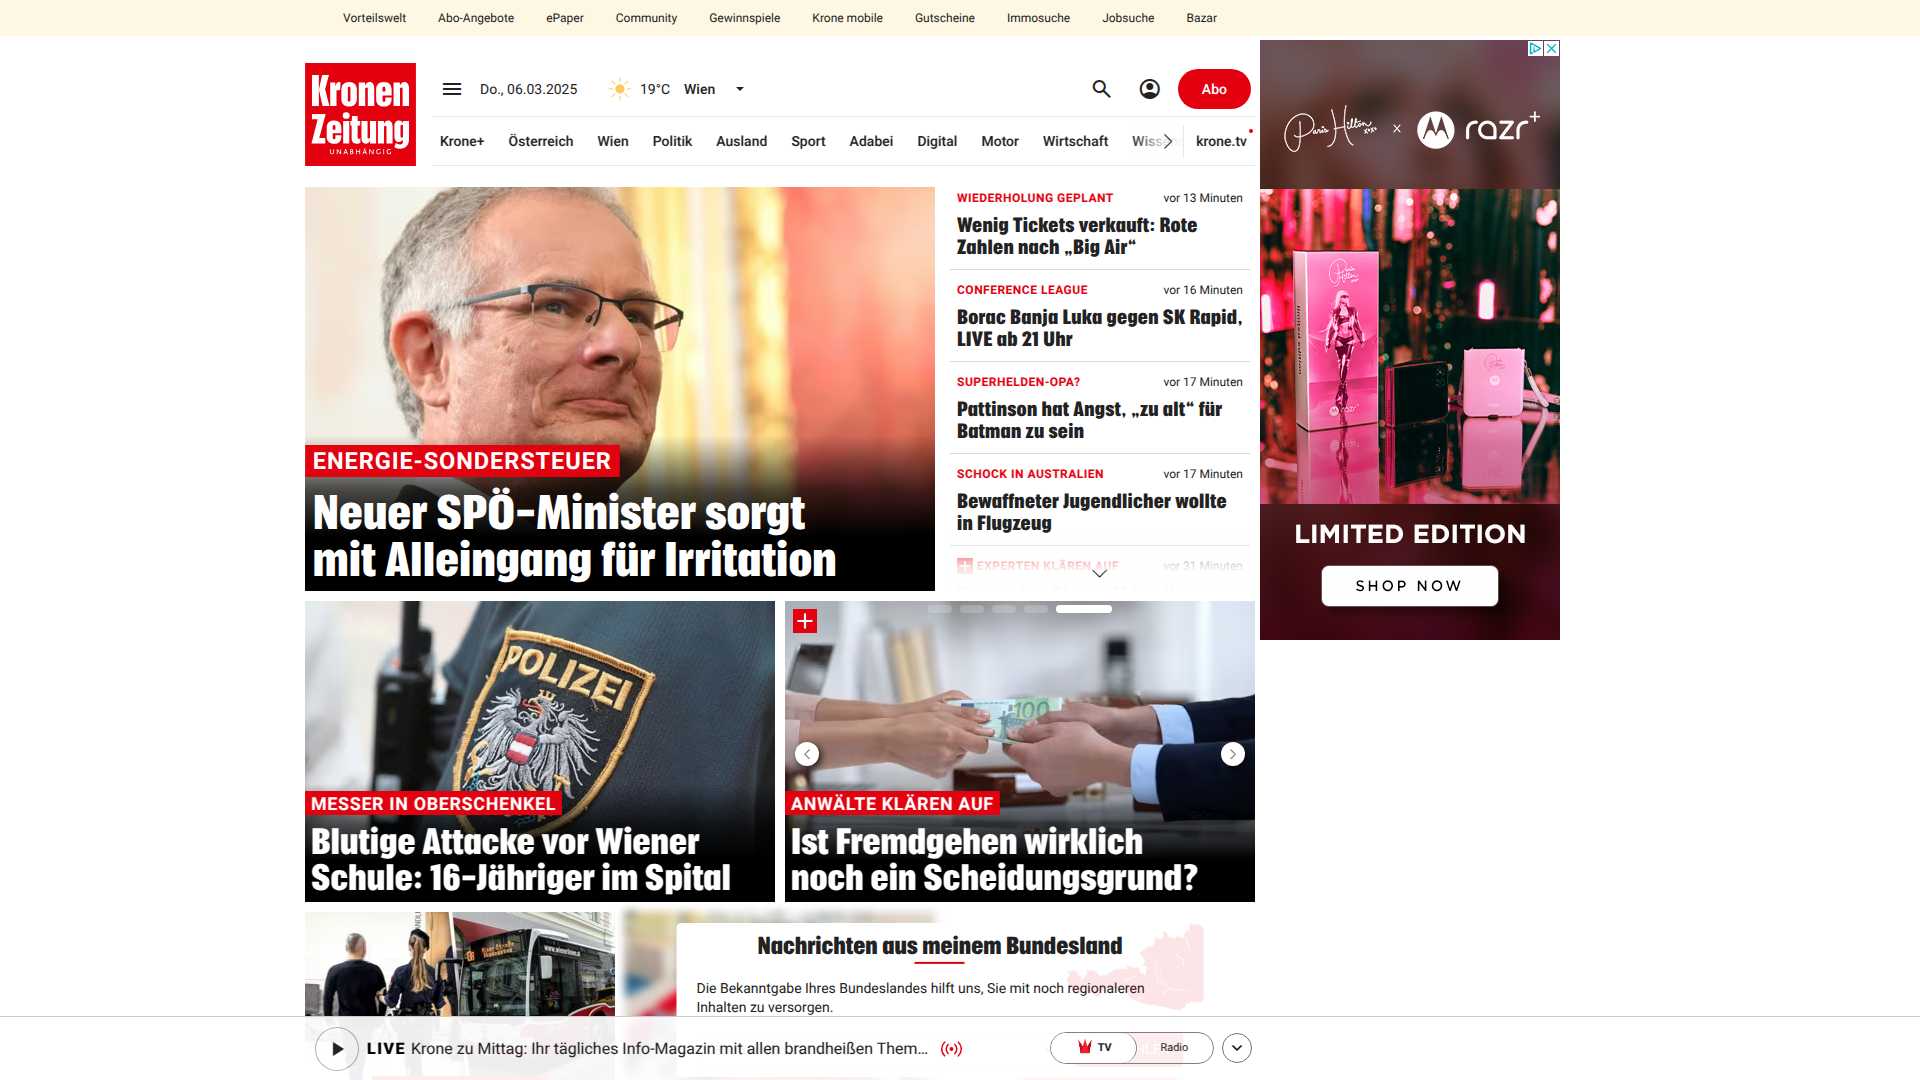 Vorteilswelt Abo-Angebote ePaper Community Gewinnspiele Krone mobile Gutscheine Immosuche Jobsuche Bazar
Kronen
Zeitung
UNABHÄNGIG
Do., 06.03.2025 19°C Wien
Abo
Krone+ Österreich Wien Politik Ausland Sport Adabei Digital Motor Wirtschaft krone.tv
ENERGIE-SONDERSTEUER
Neuer SPÖ-Minister sorgt
mit Alleingang für Irritation
WIEDERHOLUNG GEPLANT vor 13 Minuten
Wenig Tickets verkauft: Rote
Zahlen nach „Big Air“
CONFERENCE LEAGUE vor 16 Minuten
Borac Banja Luka gegen SK Rapid,
LIVE ab 21 Uhr
SUPERHELDEN-OPA? vor 17 Minuten
Pattinson hat Angst, „zu alt“ für
Batman zu sein
SCHOCK IN AUSTRALIEN vor 17 Minuten
Bewaffneter Jugendlicher wollte
in Flugzeug
EXPERTEN KLÄREN AUF vor 31 Minuten
Paris Hilton x razr+
LIMITED EDITION
SHOP NOW
POLIZEI
MESSER IN OBERSCHENKEL
Blutige Attacke vor Wiener
Schule: 16-Jähriger im Spital
100
ANWÄLTE KLÄREN AUF
Ist Fremdgehen wirklich
noch ein Scheidungsgrund?
Nachrichten aus meinem Bundesland
Die Bekanntgabe Ihres Bundeslandes hilft uns, Sie mit noch regionaleren
Inhalten zu versorgen.
LIVE Krone zu Mittag: Ihr tägliches Info-Magazin mit allen brandheißen Them...
TV Radio